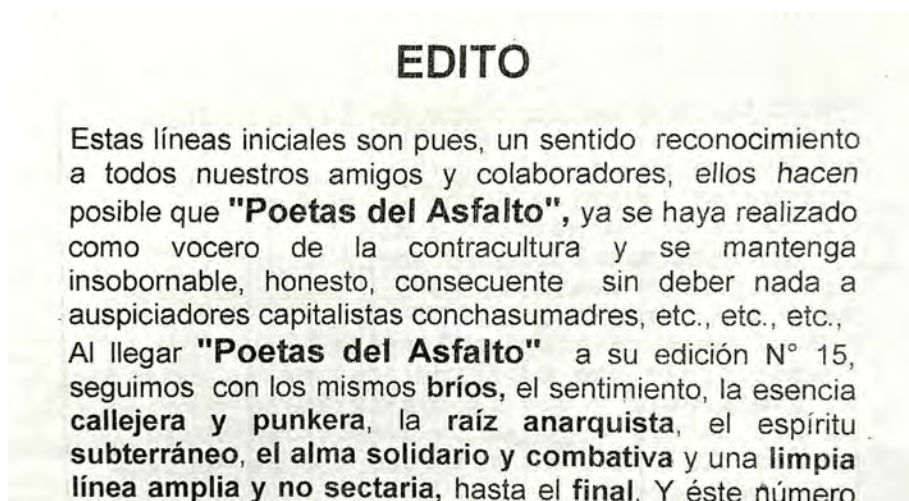 EDITO
Estas líneas iniciales son pues, un sentido reconocimiento
a todos nuestros amigos y colaboradores, ellos hacen
posible que "Poetas del Asfalto", ya se haya realizado
como vocero de la contracultura y se mantenga
insobornable, honesto, consecuente sin deber nada a
auspiciadores capitalistas conchasumadres, etc., etc., etc.,
Al llegar "Poetas del Asfalto" a su edición N° 15,
seguimos con los mismos bríos, el sentimiento, la esencia
callejera y punkera, la raíz anarquista, el espíritu
subterráneo, el alma solidario y combativa y una limpia
línea amplia y no sectaria, hasta el final. Y éste número